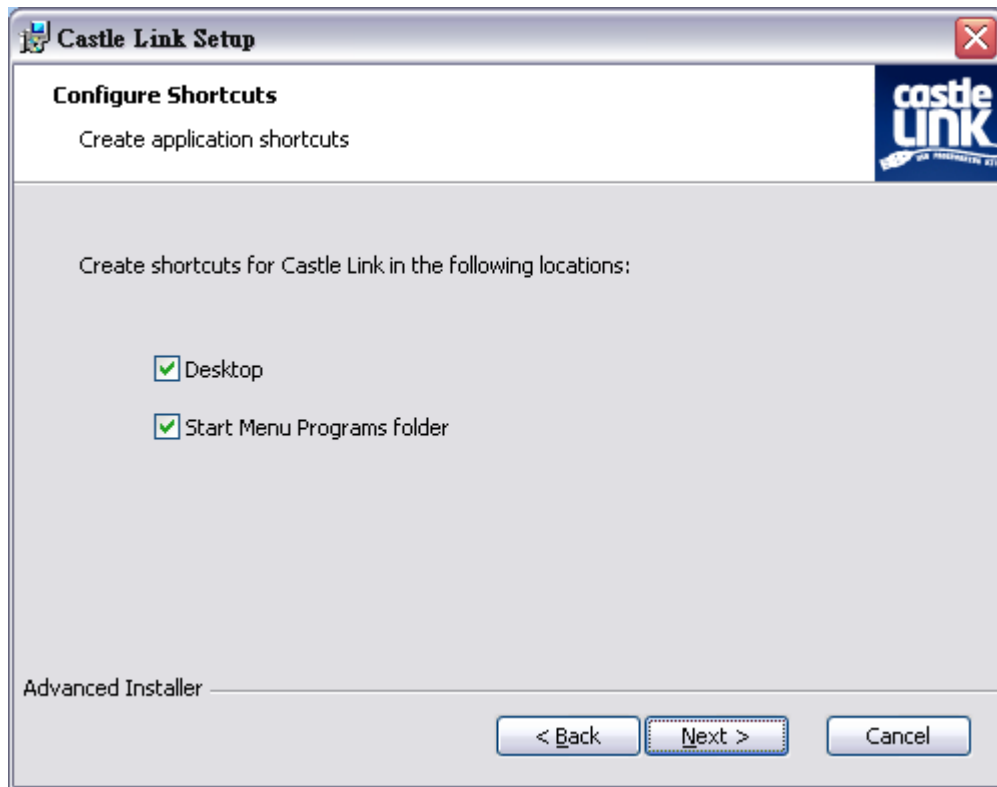 Castle Link Setup
Configure Shortcuts
Create application shortcuts
castle
LINK
Create shortcuts for Castle Link in the following locations:
Desktop
Start Menu Programs folder
Advanced Installer
< Back
Next >
Cancel